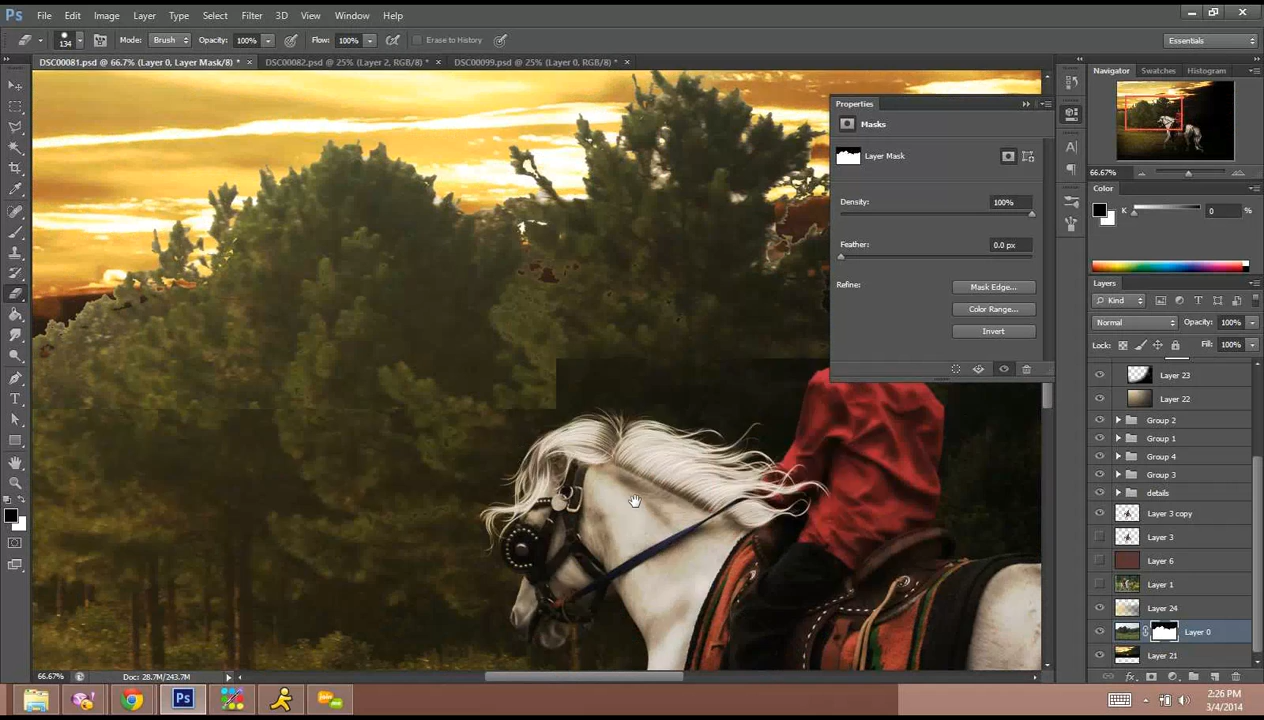 Ps File Edit Image Layer Type Select Filter 3D View Window Help
134 Mode: Brush Opacity: 100% Flow: 100% Erase to History Essentials
DSC00081.psd @ 66.7% (Layer 0, Layer Mask/8) * × DSC00082.psd @ 25% (Layer 2, RGB/8) * × DSC00099.psd @ 25% (Layer 0, RGB/8) * ×
Navigator Swatches Histogram
Properties
Masks
Layer Mask
Density: 100%
Feather: 0.0 px
Refine: Mask Edge...
Color Range...
Invert
66.67%
Color
K 0 %
Layers
Kind
Normal Opacity: 100%
Lock: Fill: 100%
Layer 23
Layer 22
Group 2
Group 1
Group 4
Group 3
details
Layer 3 copy
Layer 3
Layer 6
Layer 1
Layer 24
Layer 0
Layer 21
66.67% Doc: 28.7M/243.7M
2:26 PM
3/4/2014